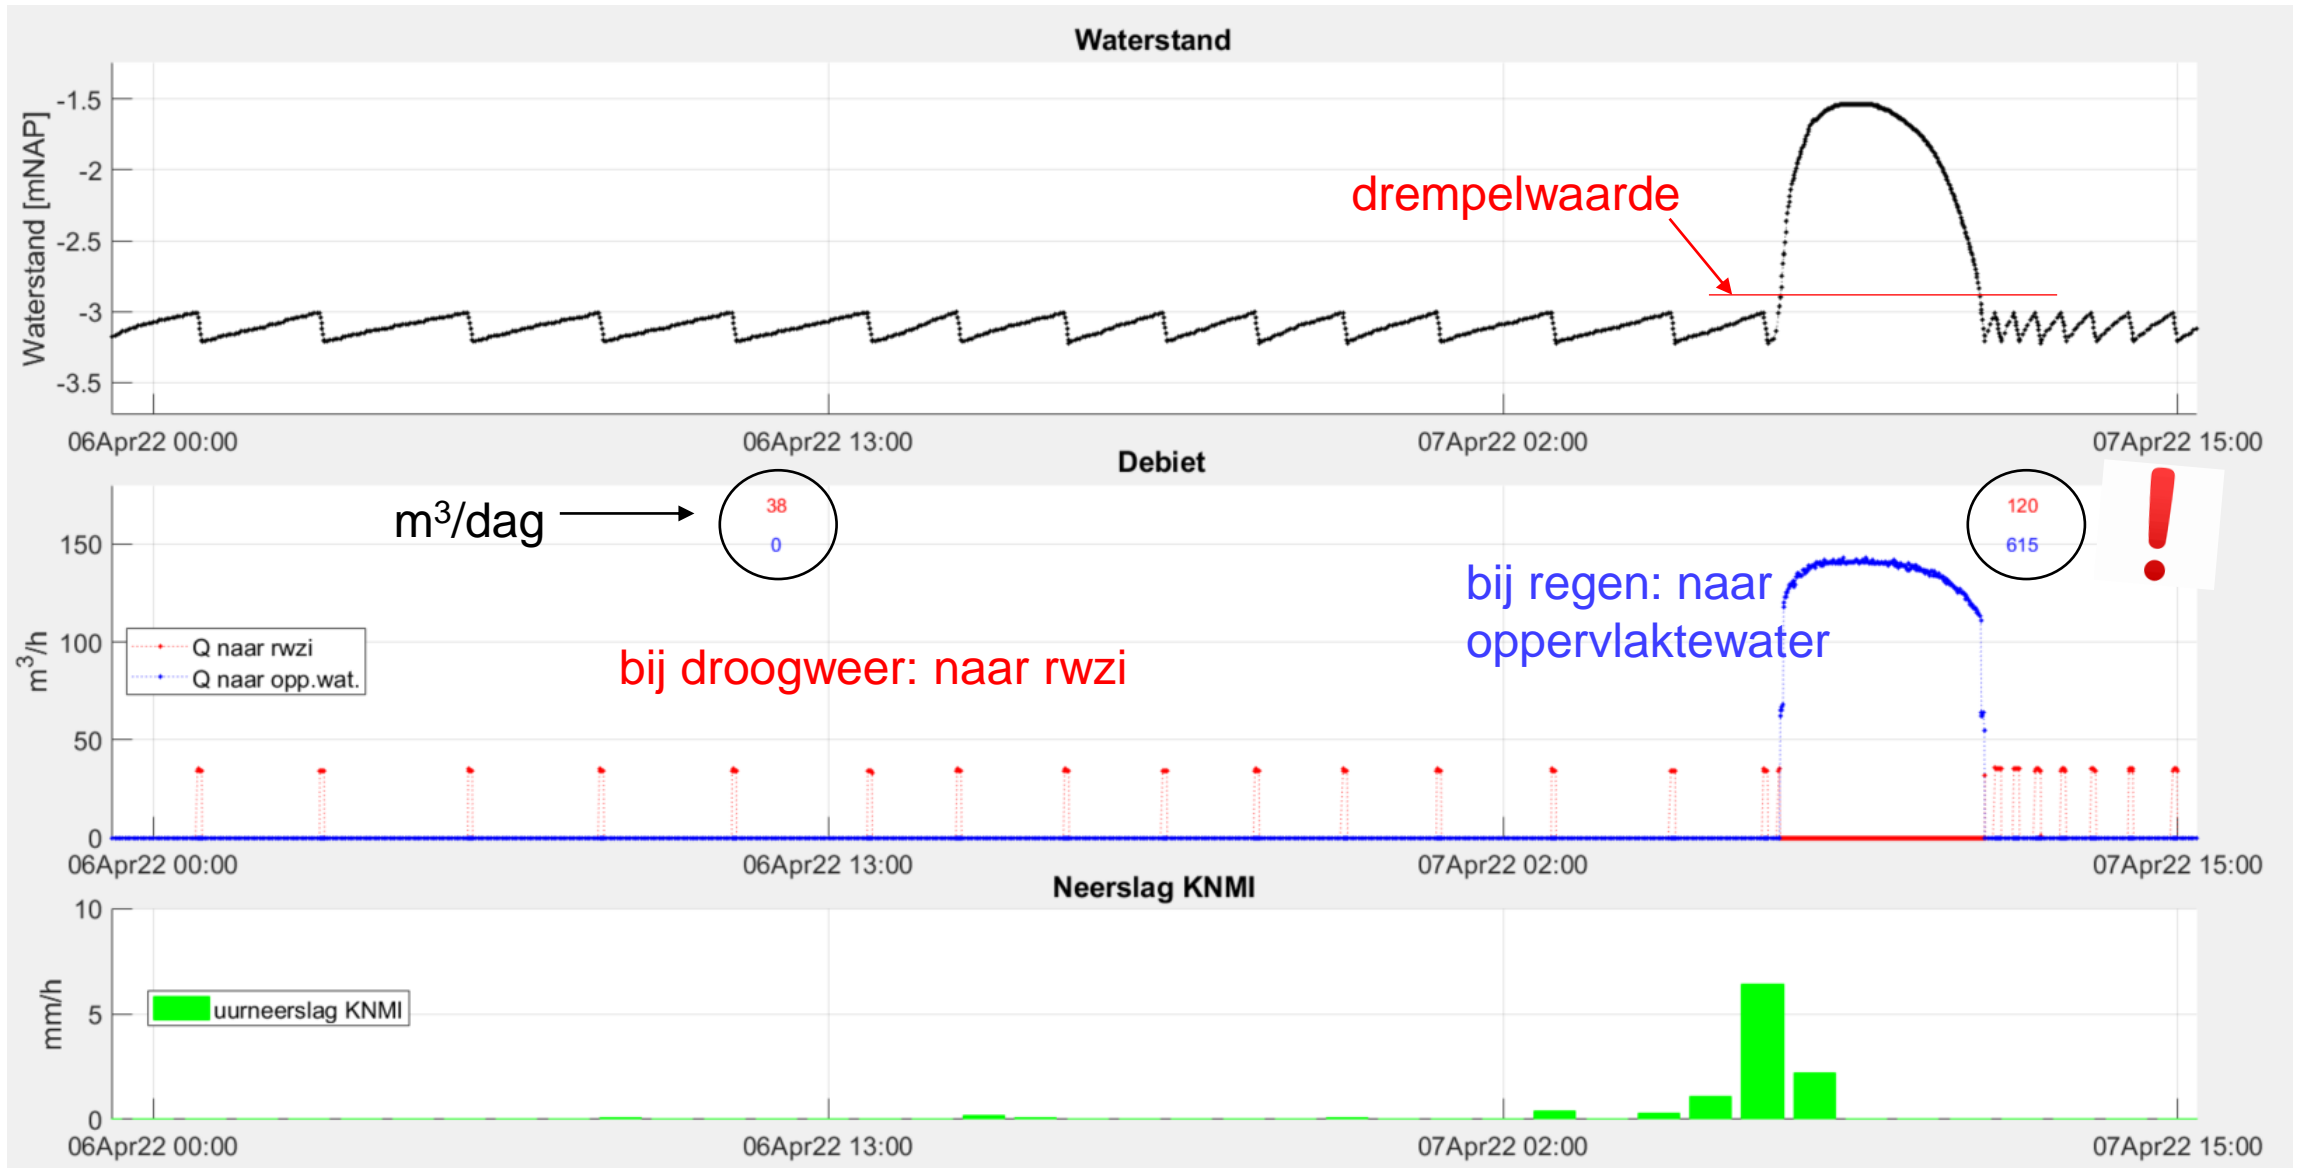 Waterstand
Waterstand [mNAP]
-1.5
-2
-2.5
-3
-3.5
drempelwaarde
06Apr22 00:00
06Apr22 13:00
07Apr22 02:00
07Apr22 15:00
Debiet
m³/h
150
100
50
0
m³/dag
38
0
120
615
bij regen: naar
oppervlaktewater
Q naar rwzi
Q naar opp.wat.
bij droogweer: naar rwzi
06Apr22 00:00
06Apr22 13:00
07Apr22 02:00
07Apr22 15:00
Neerslag KNMI
mm/h
10
5
0
uurneerslag KNMI
06Apr22 00:00
06Apr22 13:00
07Apr22 02:00
07Apr22 15:00